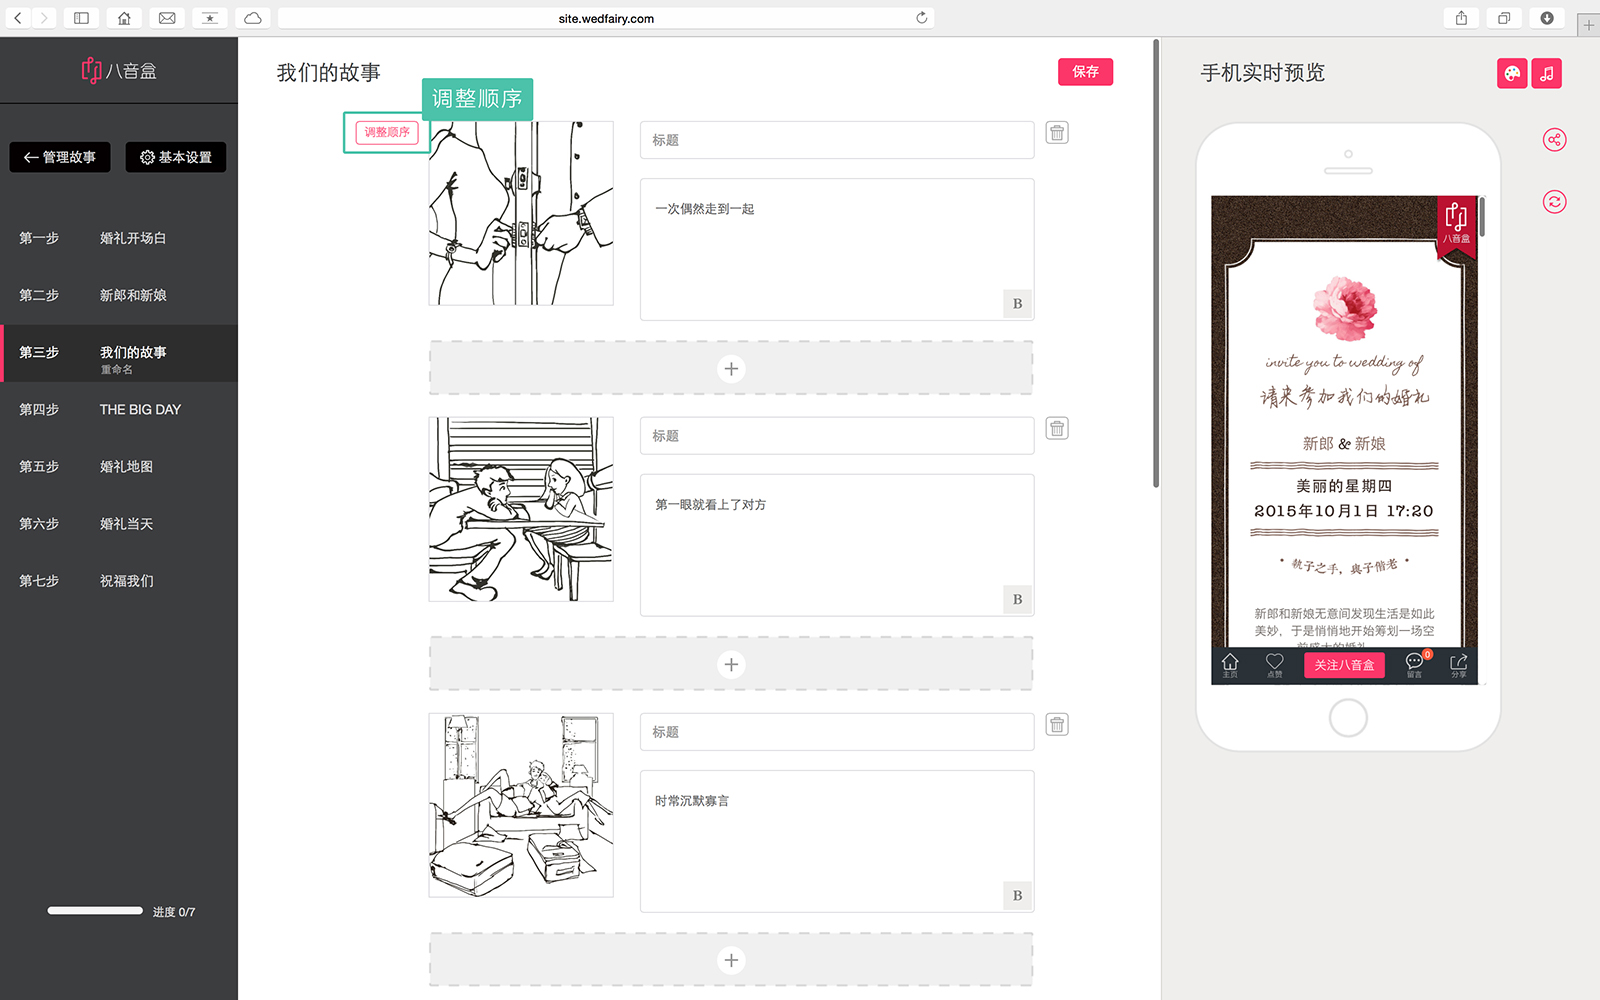 site.wedfairy.com
八音盒
管理故事
基本设置
第一步 婚礼开场白
第二步 新郎和新娘
第三步 我们的故事
重命名
第四步 THE BIG DAY
第五步 婚礼地图
第六步 婚礼当天
第七步 祝福我们
进度 0/7
我们的故事
保存
调整顺序
调整顺序
标题
一次偶然走到一起
B
标题
第一眼就看上了对方
B
标题
时常沉默寡言
B
手机实时预览
八音盒
invite you to wedding of
请来参加我们的婚礼
新郎 & 新娘
美丽的星期四
2015年10月1日 17:20
执子之手，与子偕老
新郎和新娘无意间发现生活是如此
美妙，于是悄悄地开始筹划一场空
前盛大的婚礼
主页
点赞
关注八音盒
0
留言
分享